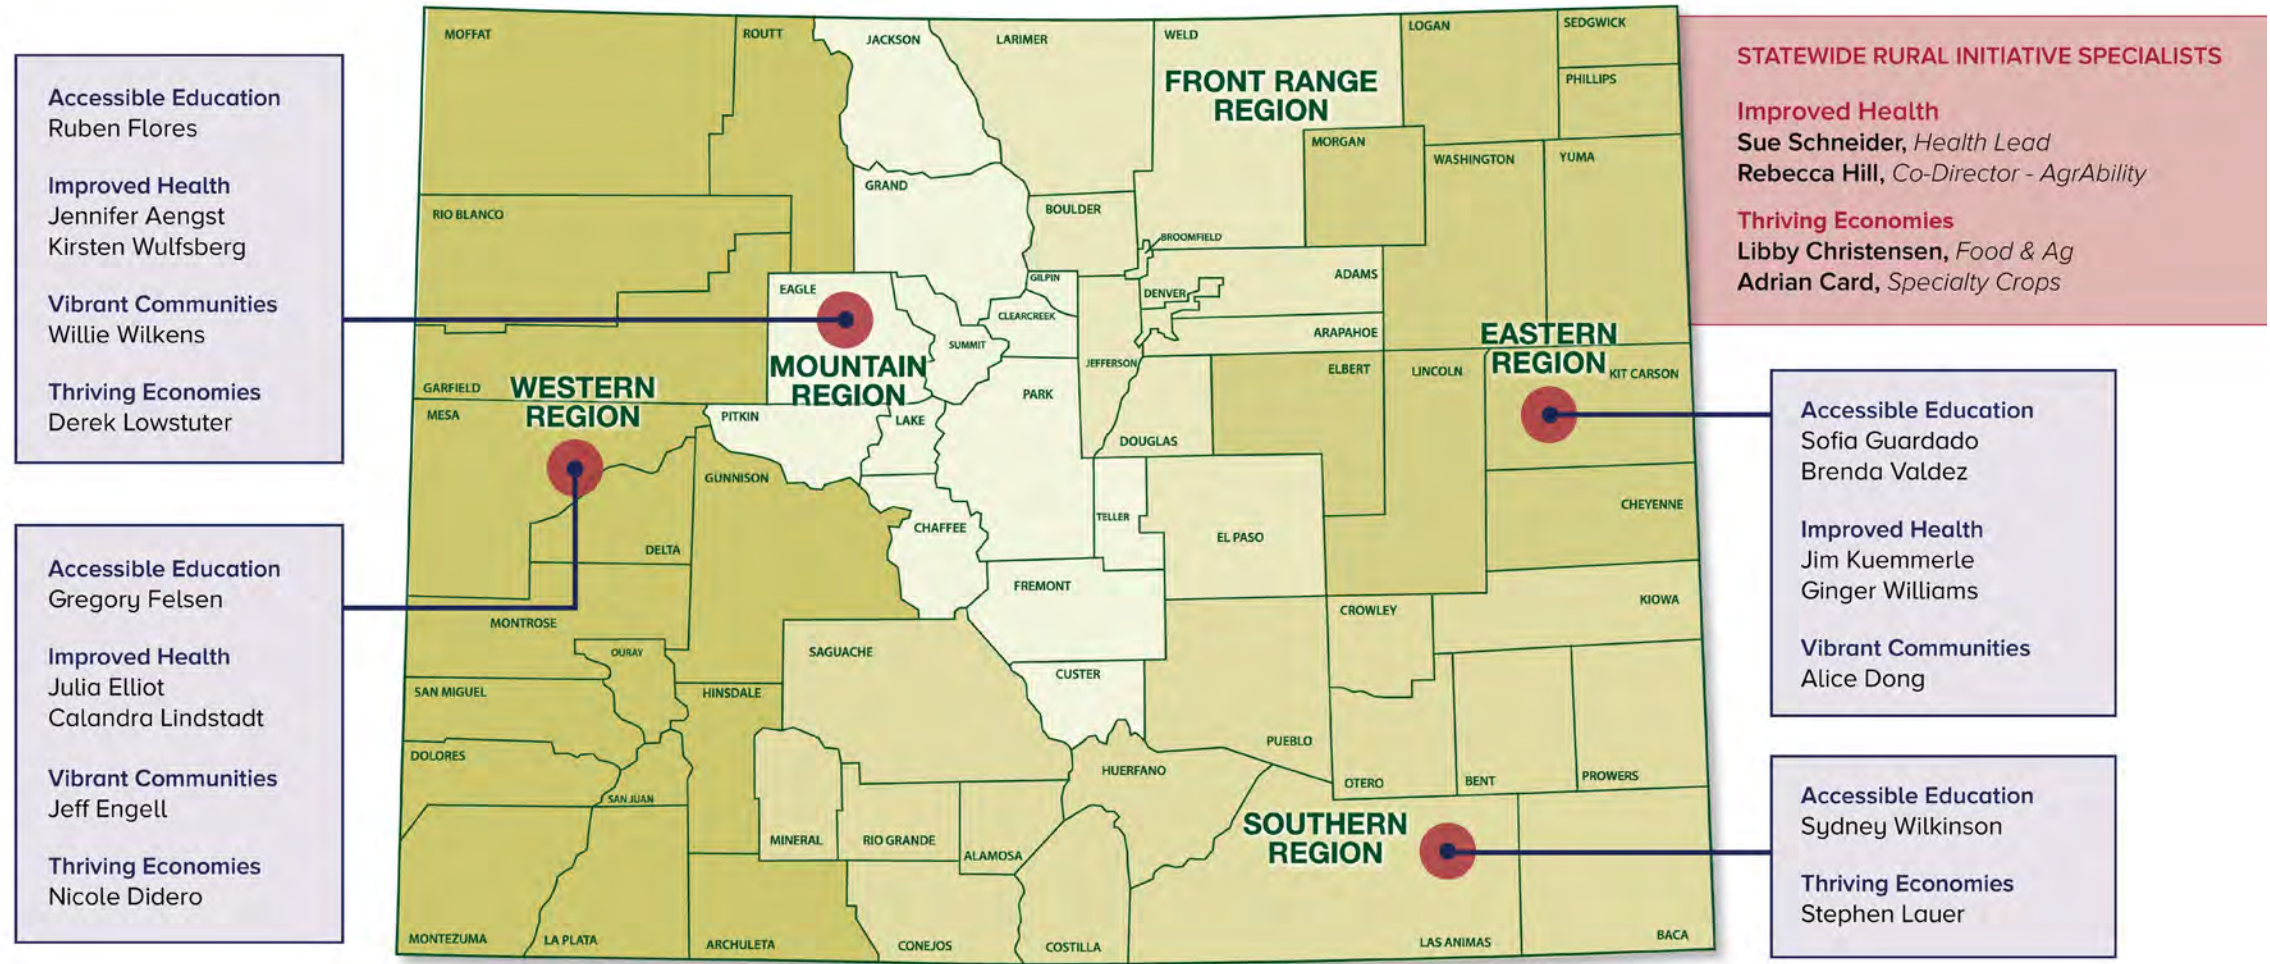 Accessible Education
Ruben Flores
Improved Health
Jennifer Aengst
Kirsten Wulfsberg
Vibrant Communities
Willie Wilkens
Thriving Economies
Derek Lowstuter
Accessible Education
Gregory Felsen
Improved Health
Julia Elliot
Calandra Lindstadt
Vibrant Communities
Jeff Engell
Thriving Economies
Nicole Didero
MOFFAT
ROUTT
JACKSON
LARIMER
WELD
LOGAN
SEDGWICK
PHILLIPS
FRONT RANGE
REGION
MORGAN
WASHINGTON
YUMA
RIO BLANCO
GRAND
BOULDER
BROOMFIELD
GILPIN
ADAMS
EAGLE
DENVER
CLEARCREEK
ARAPAHOE
SUMMIT
EASTERN
REGION
MOUNTAIN
REGION
JEFFERSON
ELBERT
LINCOLN
KIT CARSON
GARFIELD
WESTERN
REGION
PARK
MESA
PITKIN
LAKE
DOUGLAS
GUNNISON
CHEYENNE
CHAFFEE
TELLER
EL PASO
DELTA
FREMONT
KIOWA
CROWLEY
MONTROSE
OURAY
SAGUACHE
CUSTER
SAN MIGUEL
HINSDALE
PUEBLO
DOLORES
HUERFANO
OTERO
BENT
PROWERS
SAN JUAN
SOUTHERN
REGION
MINERAL
RIO GRANDE
ALAMOSA
MONTEZUMA
LA PLATA
ARCHULETA
CONEJOS
COSTILLA
LAS ANIMAS
BACA
STATEWIDE RURAL INITIATIVE SPECIALISTS
Improved Health
Sue Schneider, Health Lead
Rebecca Hill, Co-Director - AgrAbility
Thriving Economies
Libby Christensen, Food & Ag
Adrian Card, Specialty Crops
Accessible Education
Sofia Guardado
Brenda Valdez
Improved Health
Jim Kuemmerle
Ginger Williams
Vibrant Communities
Alice Dong
Accessible Education
Sydney Wilkinson
Thriving Economies
Stephen Lauer